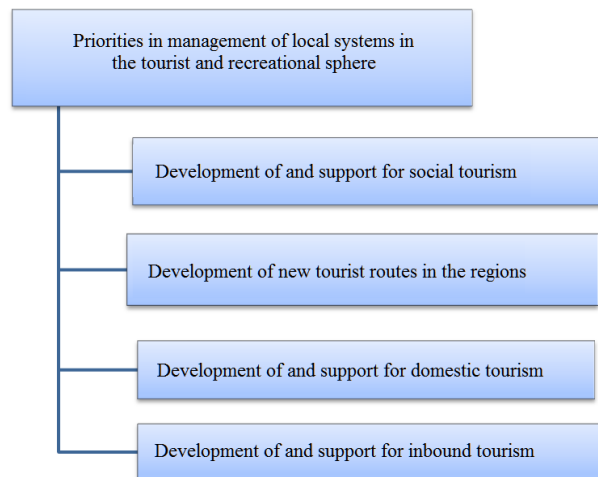 Priorities in management of local systems in
the tourist and recreational sphere
Development of and support for social tourism
Development of new tourist routes in the regions
Development of and support for domestic tourism
Development of and support for inbound tourism